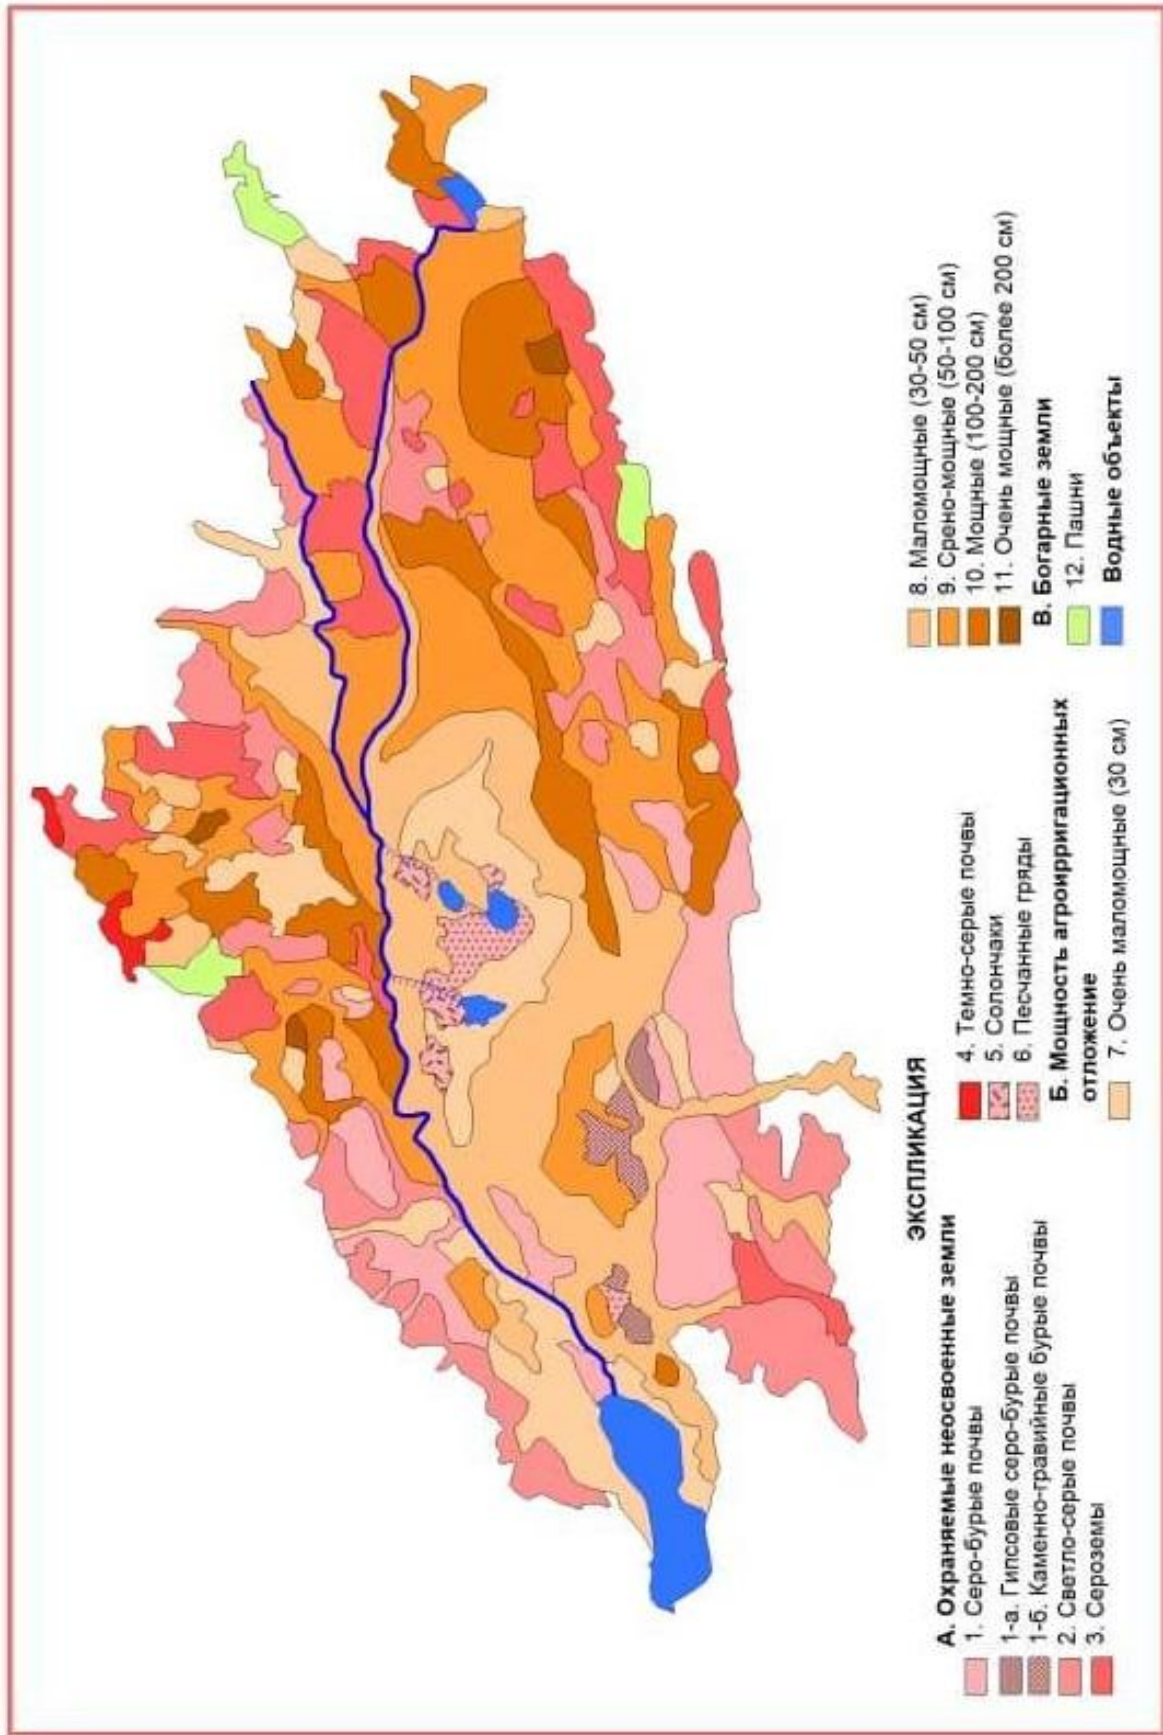 ЭКСПЛИКАЦИЯ
А. Охраняемые неосвоенные земли
1. Серо-бурые почвы
1-а. Гипсовые серо-бурые почвы
1-б. Каменно-гравийные бурые почвы
2. Светло-серые почвы
3. Сероземы
4. Темно-серые почвы
5. Солончаки
6. Песчанные гряды
Б. Мощность агроирригационных
отложение
7. Очень маломощные (30 см)
8. Маломощные (30-50 см)
9. Срено-мощные (50-100 см)
10. Мощные (100-200 см)
11. Очень мощные (более 200 см)
В. Богарные земли
12. Пашни
Водные объекты